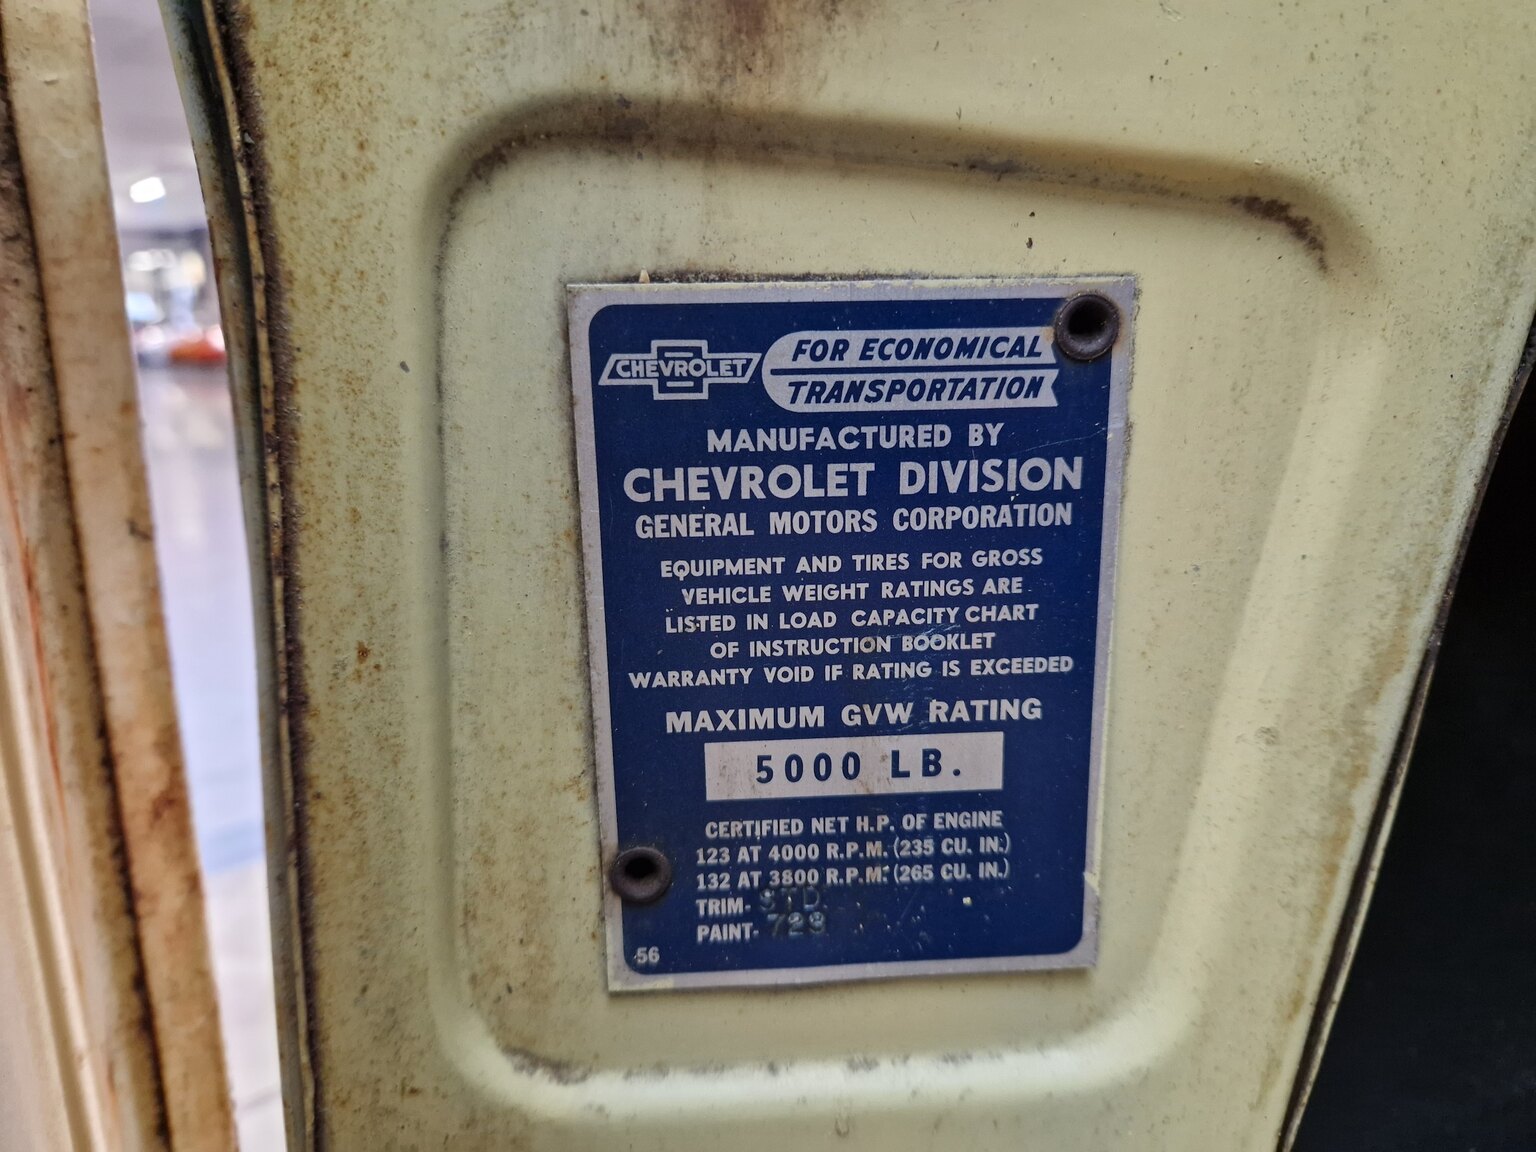 CHEVROLET
FOR ECONOMICAL
TRANSPORTATION
MANUFACTURED BY
CHEVROLET DIVISION
GENERAL MOTORS CORPORATION
EQUIPMENT AND TIRES FOR GROSS
VEHICLE WEIGHT RATINGS ARE
LISTED IN LOAD CAPACITY CHART
OF INSTRUCTION BOOKLET
WARRANTY VOID IF RATING IS EXCEEDED
MAXIMUM GVW RATING
5000 LB.
CERTIFIED NET H.P. OF ENGINE
123 AT 4000 R.P.M. (235 CU. IN.)
132 AT 3800 R.P.M. (265 CU. IN.)
TRIM- STD.
PAINT-
56